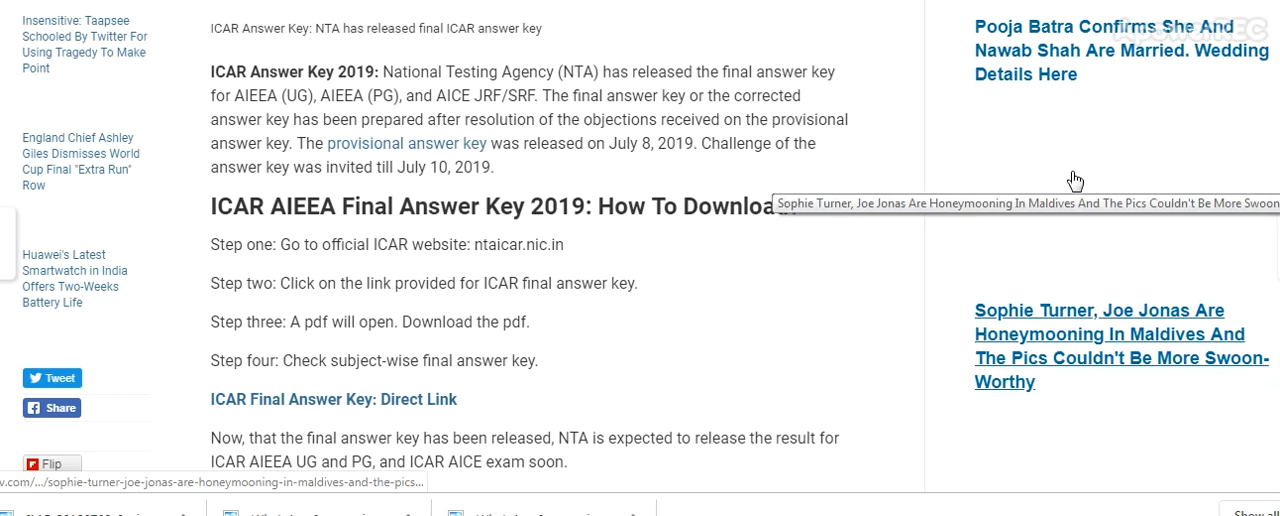 Insensitive: Taapsee
Schooled By Twitter For
Using Tragedy To Make
Point
England Chief Ashley
Giles Dismisses World
Cup Final "Extra Run"
Row
Huawei's Latest
Smartwatch in India
Offers Two-Weeks
Battery Life
Tweet
Share
Flip
ICAR Answer Key: NTA has released final ICAR answer key
ICAR Answer Key 2019: National Testing Agency (NTA) has released the final answer key
for AIEEA (UG), AIEEA (PG), and AICE JRF/SRF. The final answer key or the corrected
answer key has been prepared after resolution of the objections received on the provisional
answer key. The provisional answer key was released on July 8, 2019. Challenge of the
answer key was invited till July 10, 2019.
ICAR AIEEA Final Answer Key 2019: How To Download?
Step one: Go to official ICAR website: ntaicar.nic.in
Step two: Click on the link provided for ICAR final answer key.
Step three: A pdf will open. Download the pdf.
Step four: Check subject-wise final answer key.
ICAR Final Answer Key: Direct Link
Now, that the final answer key has been released, NTA is expected to release the result for
ICAR AIEEA UG and PG, and ICAR AICE exam soon.
ApowerREC
Pooja Batra Confirms She And
Nawab Shah Are Married. Wedding
Details Here
Sophie Turner, Joe Jonas Are Honeymooning In Maldives And The Pics Couldn't Be More Swoon
Sophie Turner, Joe Jonas Are
Honeymooning In Maldives And
The Pics Couldn't Be More Swoon-
Worthy
v.com/.../sophie-turner-joe-jonas-are-honeymooning-in-maldives-and-the-pics...
Show all